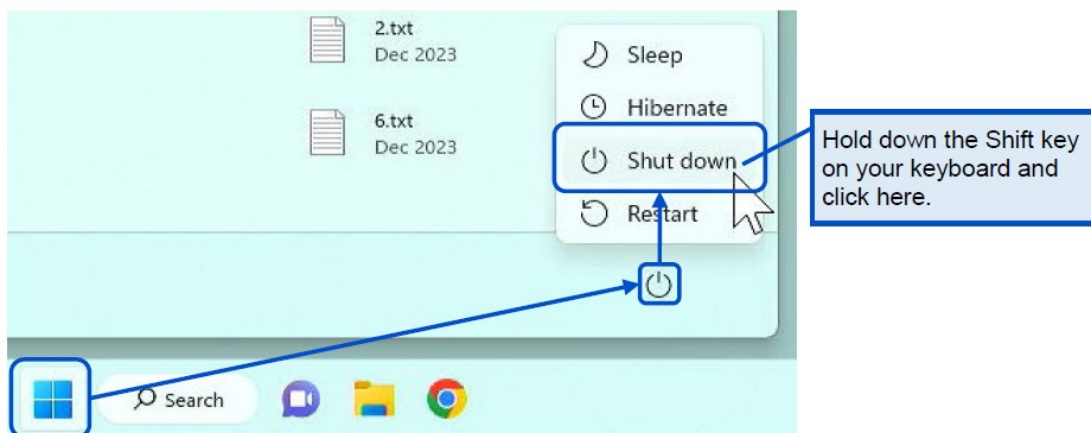 2.txt
Dec 2023
6.txt
Dec 2023
Sleep
Hibernate
Shut down
Restart
Hold down the Shift key
on your keyboard and
click here.
Search